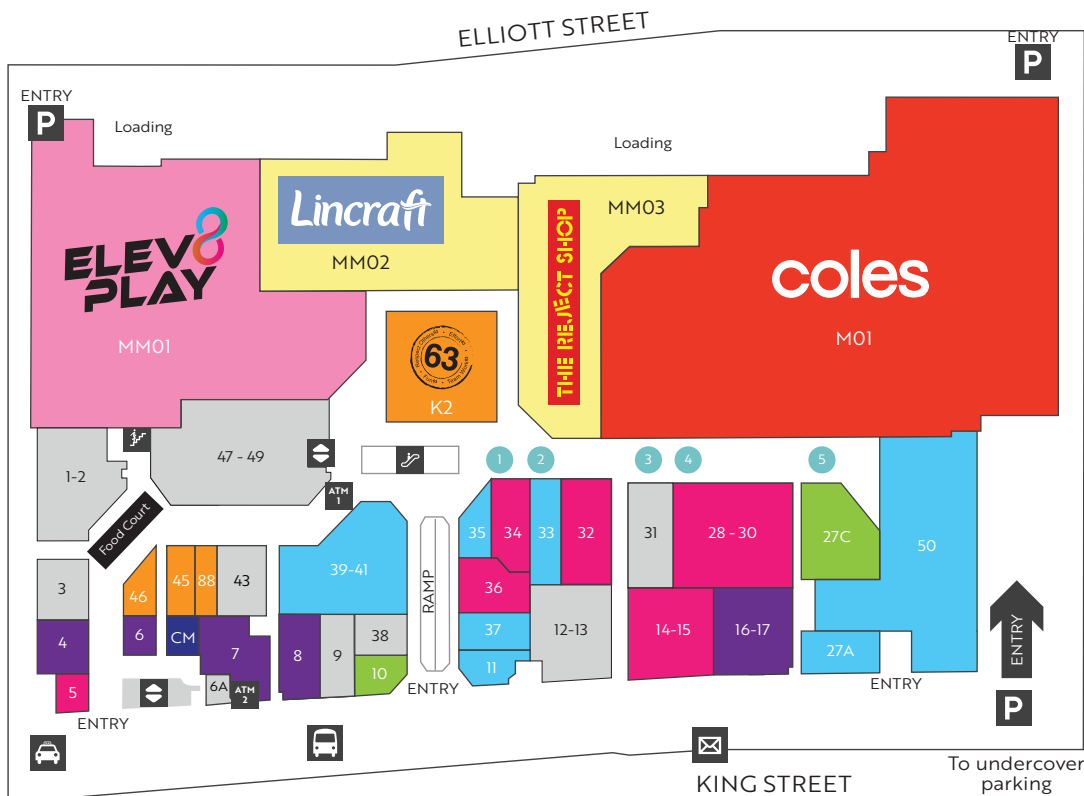 ELLIOTT STREET
ENTRY
P
ENTRY
P
Loading
Loading
ELEV8
PLAY
MM01
Lincraft
MM02
MM03
THE REJECT SHOP
coles
M01
63
K2
1-2
47 - 49
ATM
1
Food Court
1
2
3
4
5
3
4
5
46
6
45
88
43
CM
7
6A
ATM
2
39-41
8
9
38
10
RAMP
35
34
33
32
36
37
11
12-13
31
28 - 30
14-15
16-17
27C
50
27A
ENTRY
ENTRY
ENTRY
ENTRY
P
KING STREET
To undercover
parking